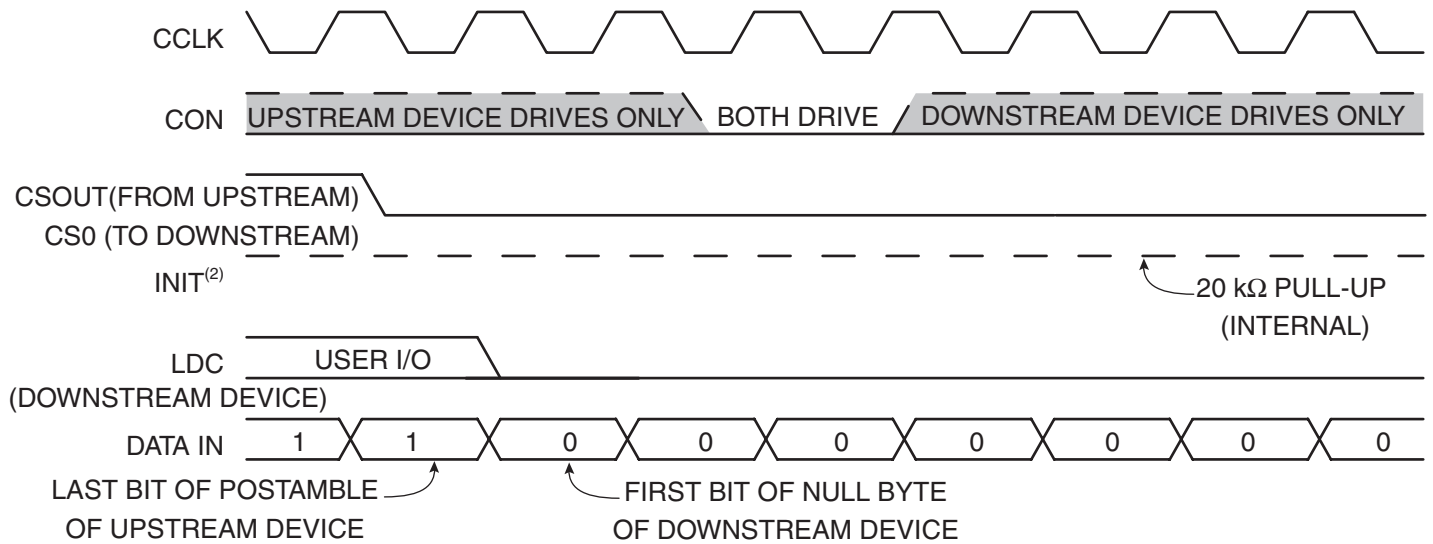 CCLK
CON UPSTREAM DEVICE DRIVES ONLY BOTH DRIVE DOWNSTREAM DEVICE DRIVES ONLY
CSOUT(FROM UPSTREAM)
CS0 (TO DOWNSTREAM)
INIT(2)
20 kΩ PULL-UP
(INTERNAL)
LDC USER I/O
(DOWNSTREAM DEVICE)
DATA IN 1 1 0 0 0 0 0 0 0
LAST BIT OF POSTAMBLE
OF UPSTREAM DEVICE
FIRST BIT OF NULL BYTE
OF DOWNSTREAM DEVICE